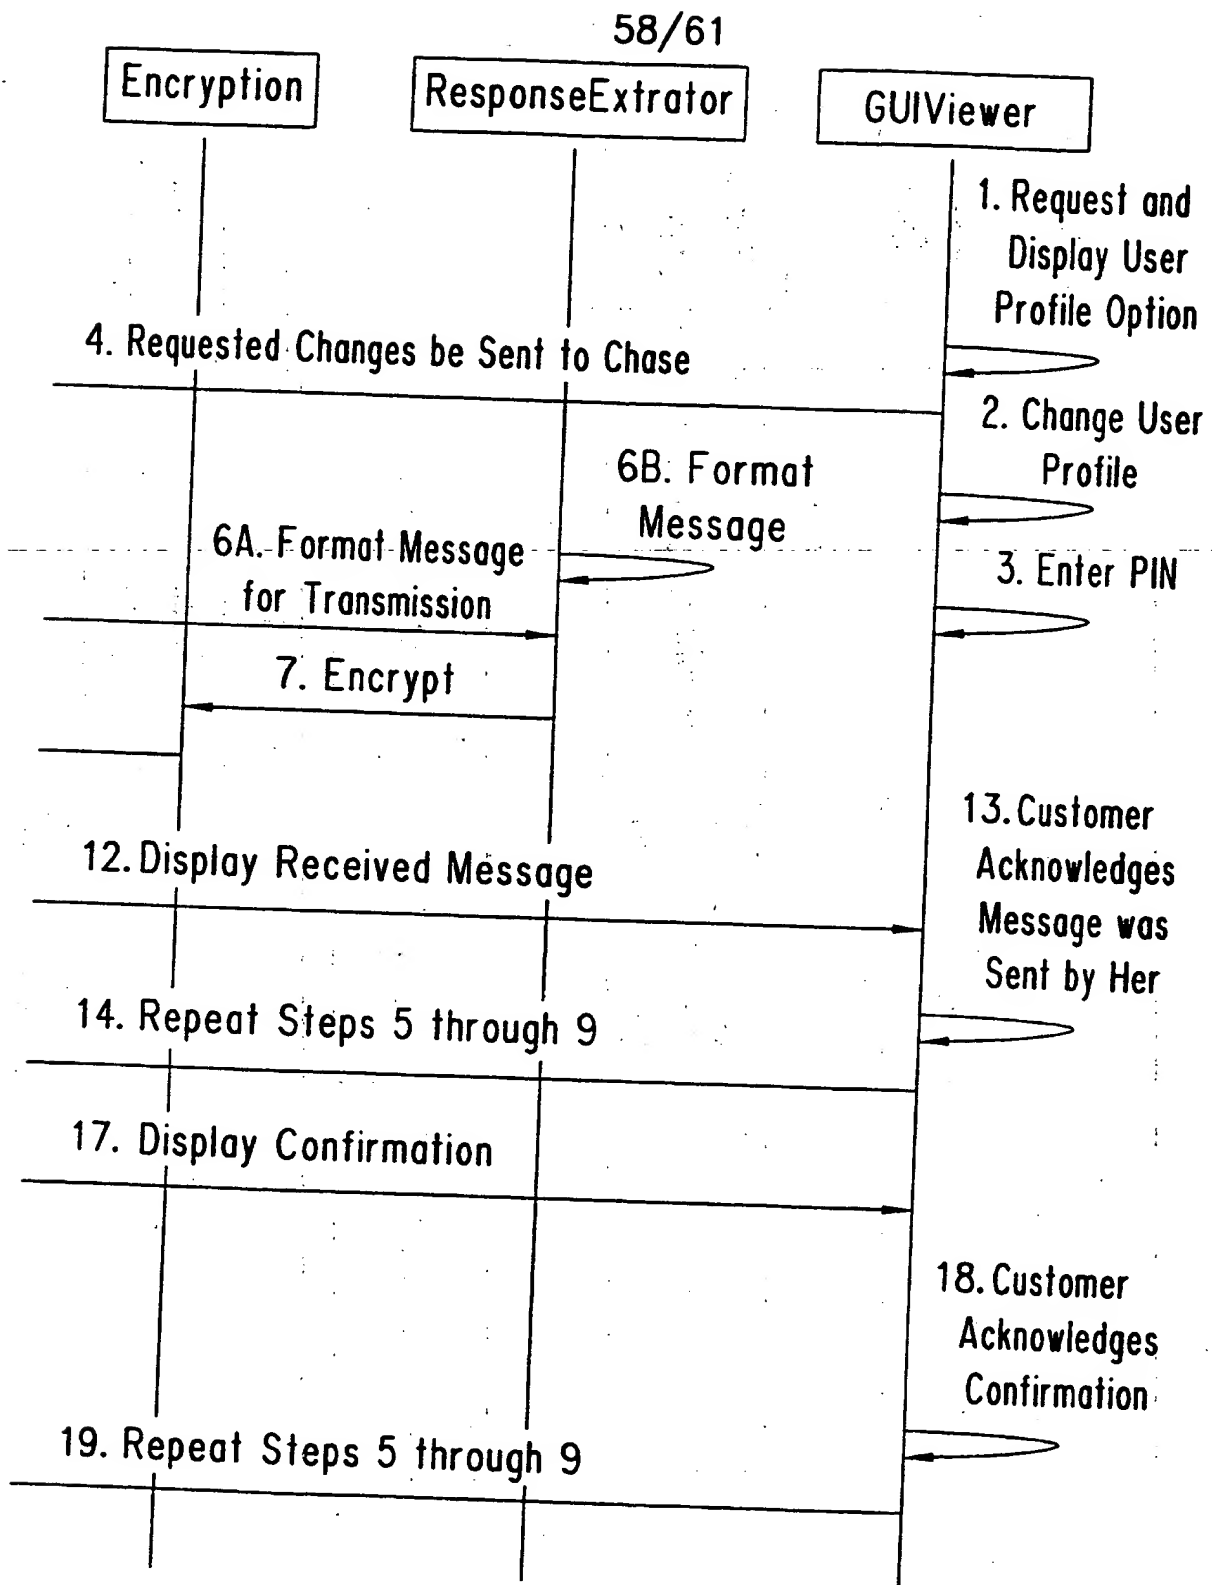 58/61
Encryption
ResponseExtrator
GUIViewer
1. Request and
Display User
Profile Option
4. Requested Changes be Sent to Chase
2. Change User
Profile
6B. Format
Message
6A. Format Message
for Transmission
3. Enter PIN
7. Encrypt
13. Customer
Acknowledges
Message was
Sent by Her
12. Display Received Message
14. Repeat Steps 5 through 9
17. Display Confirmation
18. Customer
Acknowledges
Confirmation
19. Repeat Steps 5 through 9